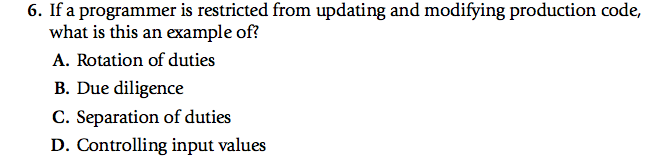 6. If a programmer is restricted from updating and modifying production code,
what is this an example of?
A. Rotation of duties
B. Due diligence
C. Separation of duties
D. Controlling input values